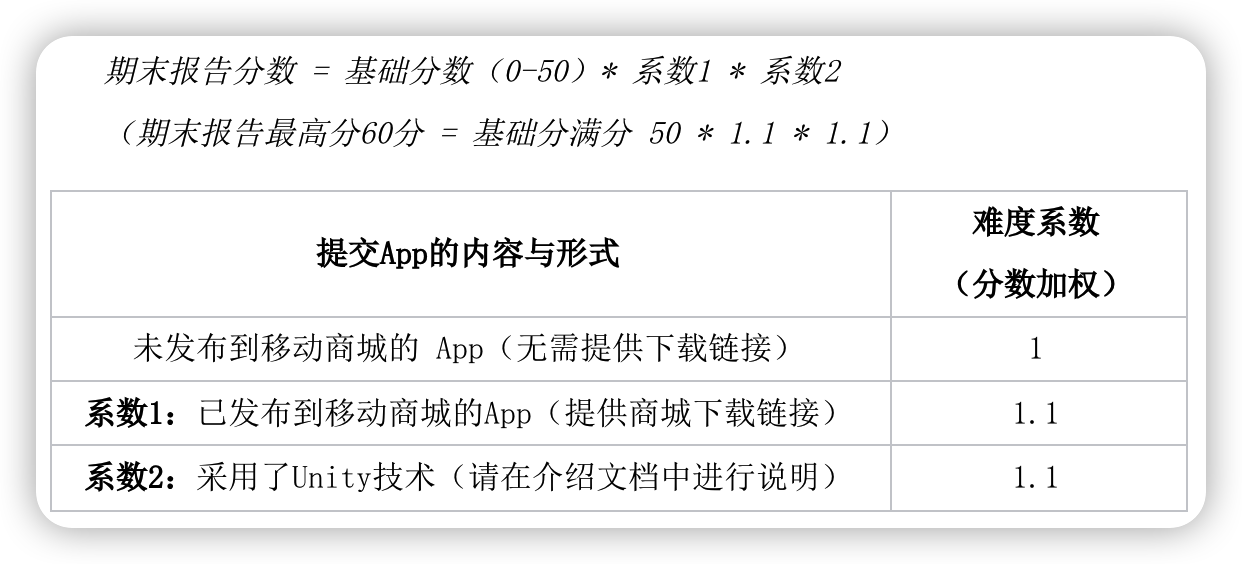 期末报告分数 = 基础分数（0-50）* 系数1 * 系数2
（期末报告最高分60分 = 基础分满分 50 * 1.1 * 1.1）
提交App的内容与形式
难度系数
（分数加权）
未发布到移动商城的 App（无需提供下载链接）
1
系数1：已发布到移动商城的App（提供商城下载链接）
1.1
系数2：采用了Unity技术（请在介绍文档中进行说明）
1.1